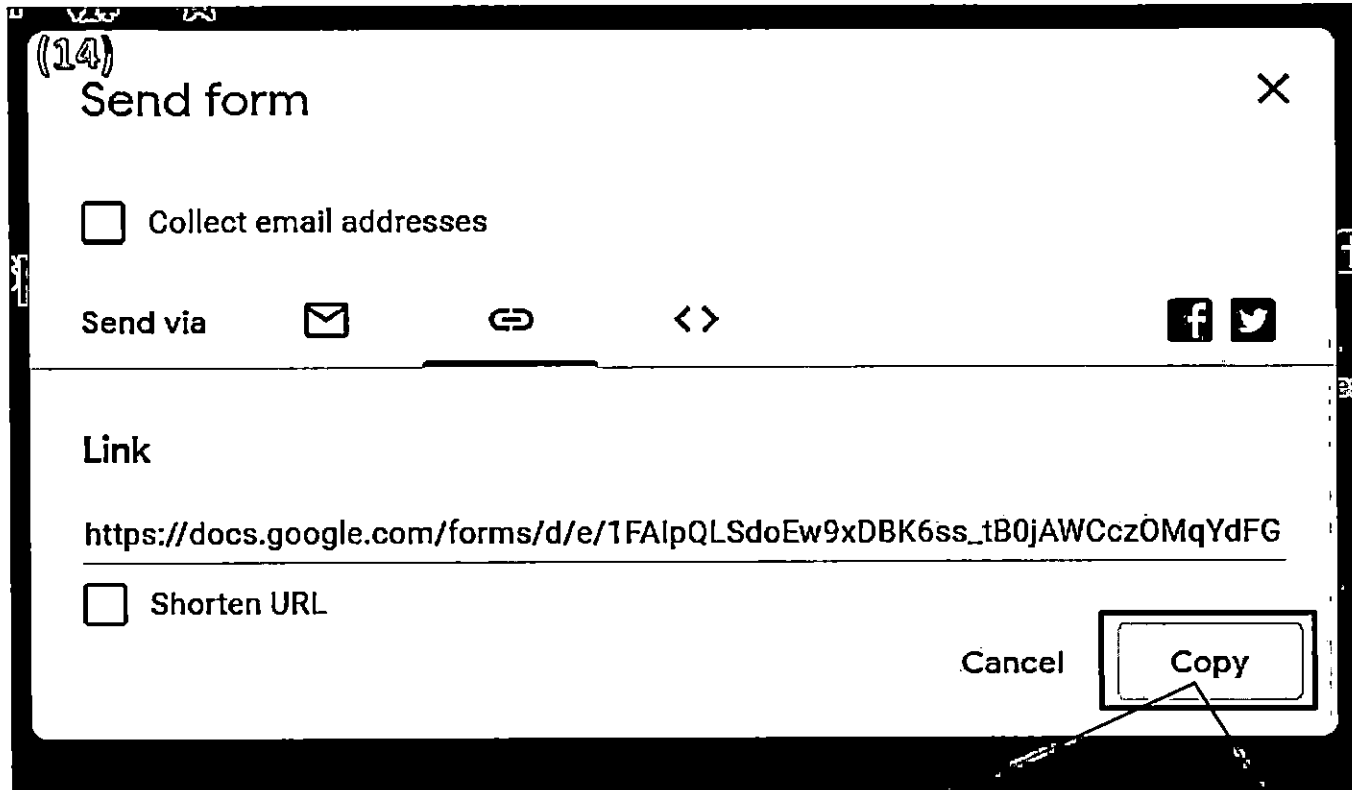 (14)
Send form
Collect email addresses
Send via
Link
https://docs.google.com/forms/d/e/1FAIpQLSdoEw9xDBK6ss_tB0jAWCczOMqYdFG
Shorten URL
Cancel Copy